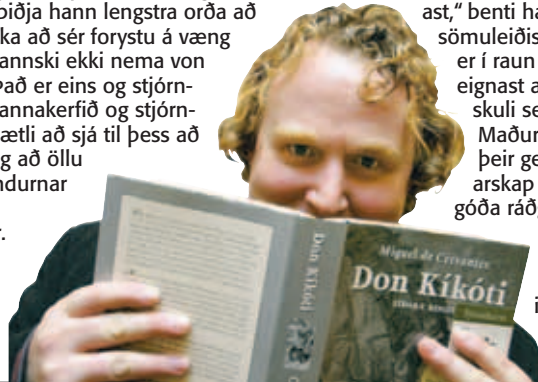 biðja hann lengstra orða að
ka að sér forystu á væng
annski ekki nema von
Það er eins og stjórn-
annakerfið og stjórn-
ætli að sjá til þess að
g að öllu
ndurnar
r.
ast,“ benti ha
sömuleiðis
er í raun
eignast a
skuli se
Maður
þeir ge
arskap
góða ráðg
i
Don Kíkóti
Miguel de Cervantes
Don Kíkóti